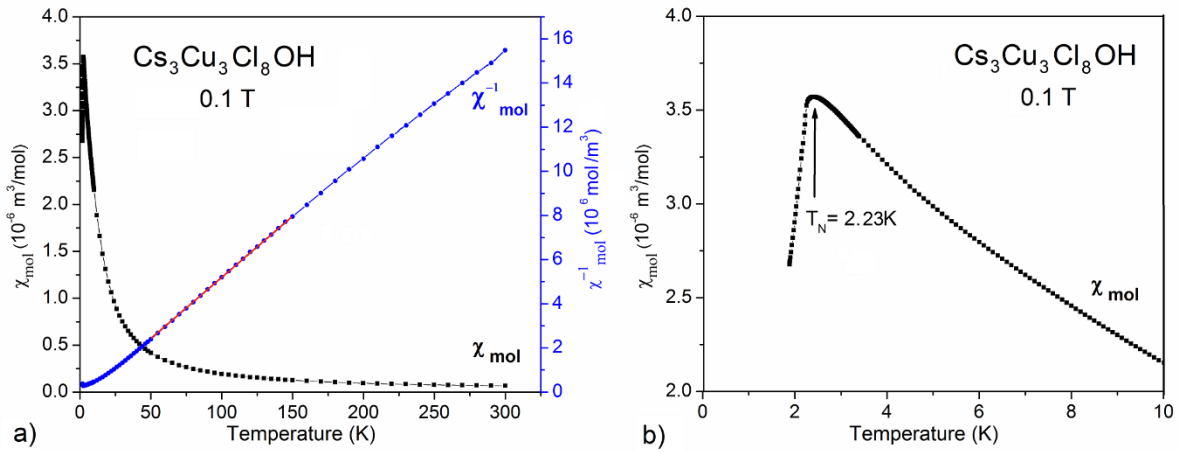 Cs₃Cu₃Cl₈OH
0.1 T
χ⁻¹mol
χmol
χmol (10⁻⁶ m³/mol)
4.0
3.5
3.0
2.5
2.0
1.5
1.0
0.5
0.0
χ⁻¹mol (10⁶ mol/m³)
16
14
12
10
8
6
4
2
0
0 50 100 150 200 250 300
Temperature (K)
a)
Cs₃Cu₃Cl₈OH
0.1 T
T_N= 2.23K
χ mol
χmol (10⁻⁶ m³/mol)
4.0
3.5
3.0
2.5
2.0
0 2 4 6 8 10
Temperature (K)
b)